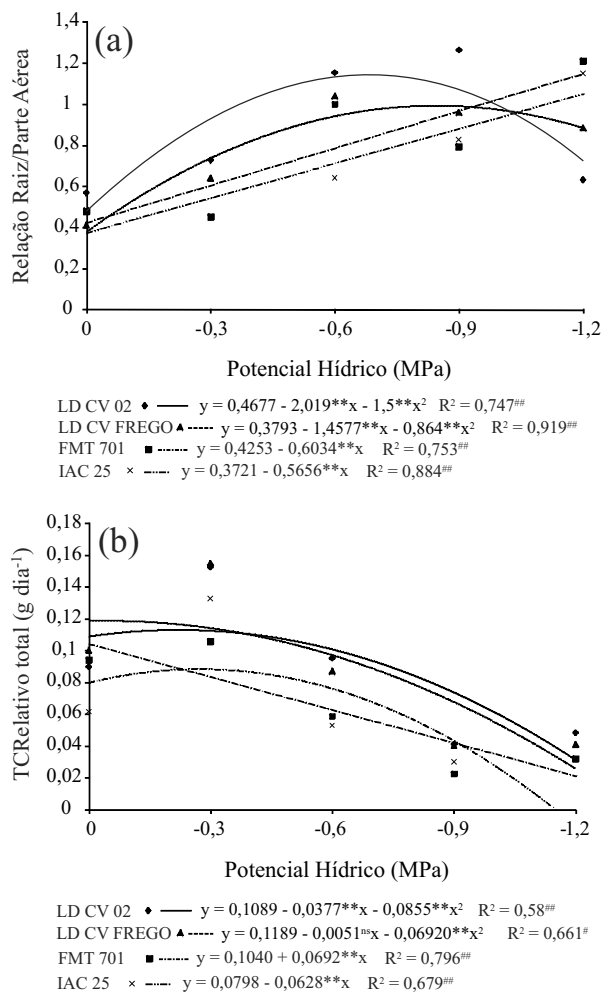 (a)
Relação Raiz/Parte Aérea
1,4
1,2
1
0,8
0,6
0,4
0,2
0
0 -0,3 -0,6 -0,9 -1,2
Potencial Hídrico (MPa)
LD CV 02 y = 0,4677 - 2,019**x - 1,5**x² R² = 0,747##
LD CV FREGO y = 0,3793 - 1,4577**x - 0,864**x² R² = 0,919##
FMT 701 y = 0,4253 - 0,6034**x R² = 0,753##
IAC 25 y = 0,3721 - 0,5656**x R² = 0,884##
(b)
TCRelativo total (g dia⁻¹)
0,18
0,16
0,14
0,12
0,1
0,08
0,06
0,04
0,02
0
0 -0,3 -0,6 -0,9 -1,2
Potencial Hídrico (MPa)
LD CV 02 y = 0,1089 - 0,0377**x - 0,0855**x² R² = 0,58##
LD CV FREGO y = 0,1189 - 0,0051ⁿˢx - 0,06920**x² R² = 0,661#
FMT 701 y = 0,1040 + 0,0692**x R² = 0,796##
IAC 25 y = 0,0798 - 0,0628**x R² = 0,679##